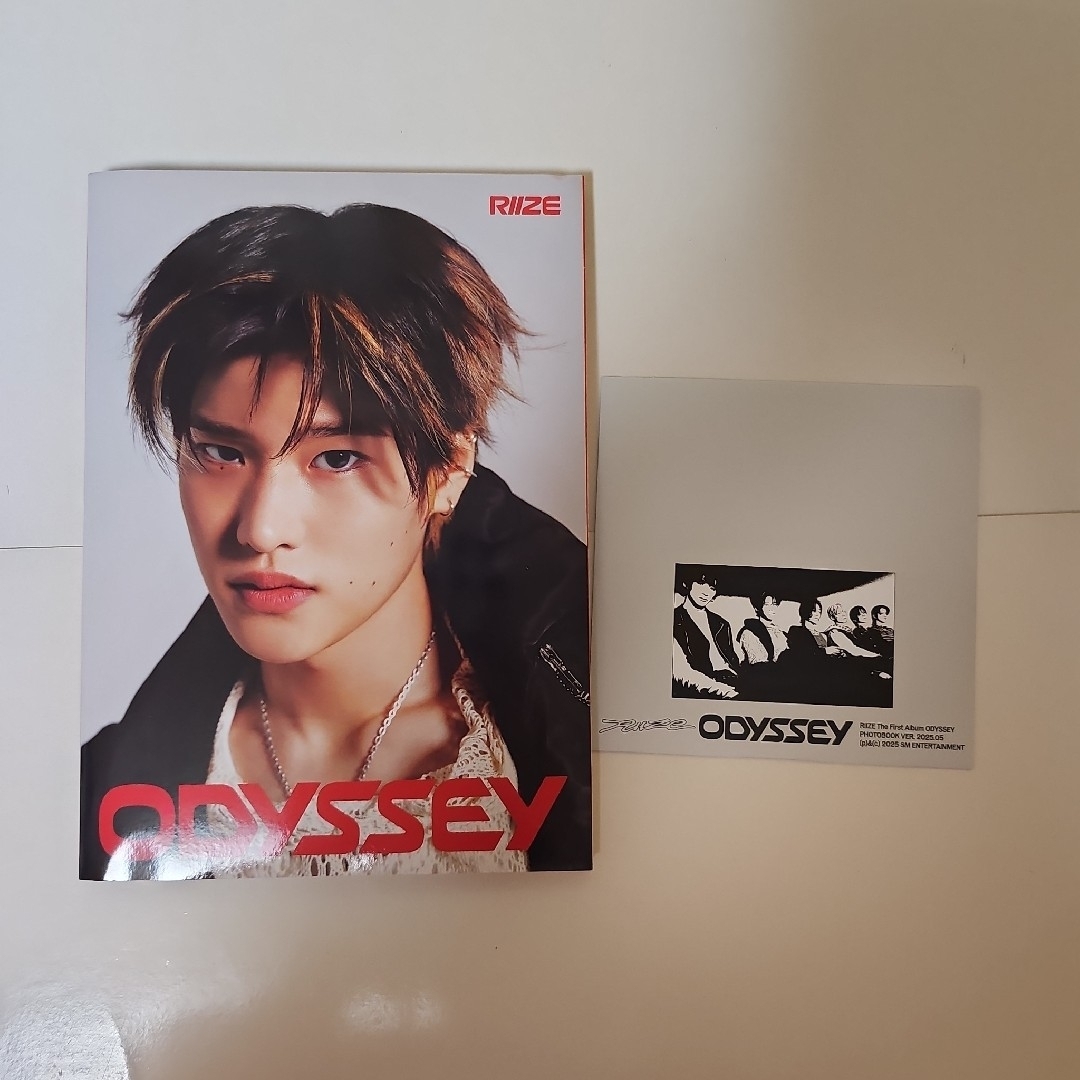 RIIZE
ODYSSEY
ODYSSEY
RIIZE The First Album ODYSSEY
PHOTOBOOK VER. 2025.05
(p)&(c) 2025 SM ENTERTAINMENT